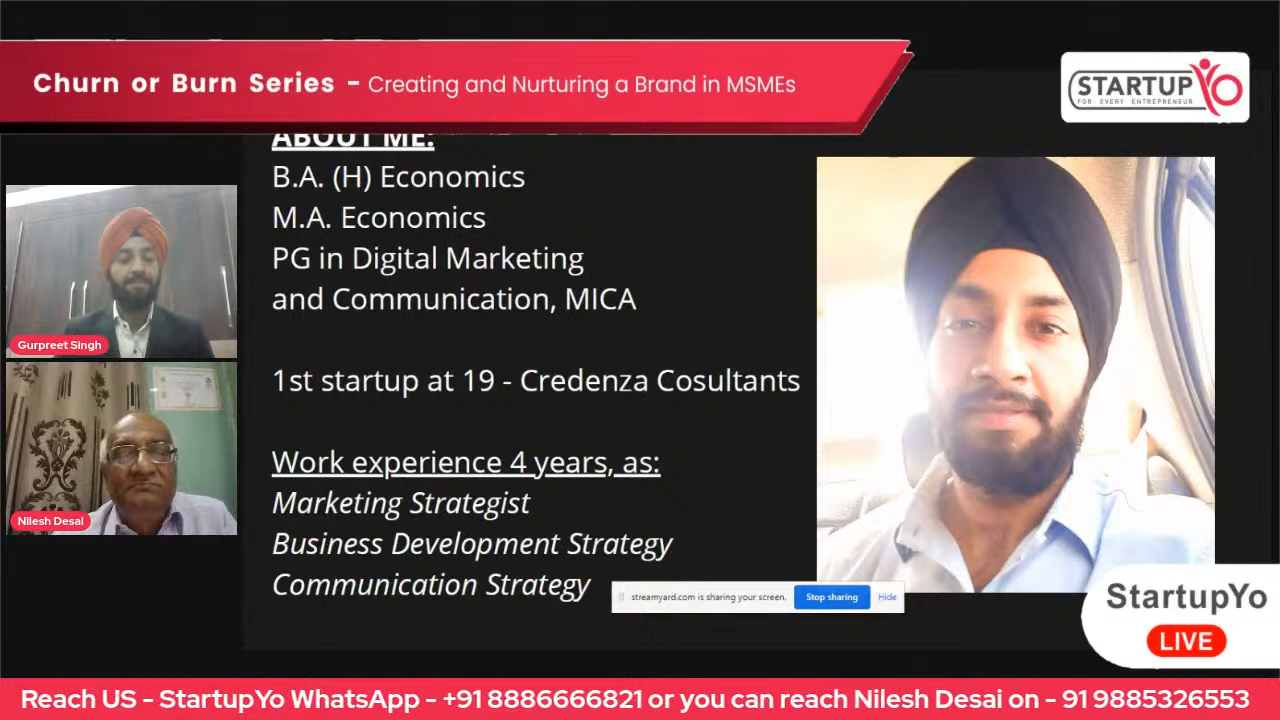 Churn or Burn Series - Creating and Nurturing a Brand in MSMEs
STARTUP YO
FOR EVERY ENTREPRENEUR
ABOUT ME:
B.A. (H) Economics
M.A. Economics
PG in Digital Marketing
and Communication, MICA
1st startup at 19 - Credenza Cosultants
Work experience 4 years, as:
Marketing Strategist
Business Development Strategy
Communication Strategy
Gurpreet Singh
Nilesh Desai
streamyard.com is sharing your screen. Stop sharing Hide
StartupYo
LIVE
Reach US - StartupYo WhatsApp - +91 8886666821 or you can reach Nilesh Desai on - 91 9885326553